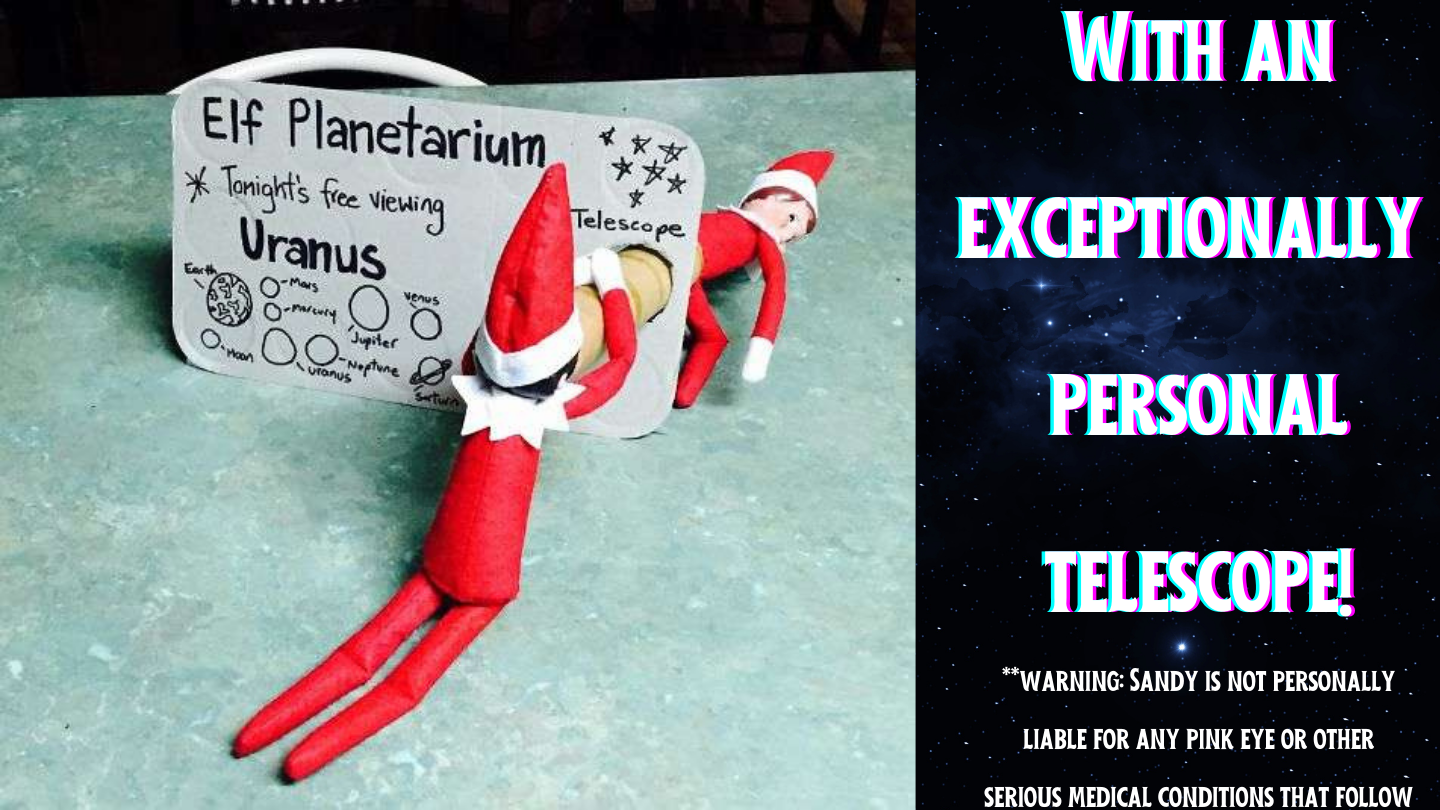 Elf Planetarium
Tonight's free viewing
Uranus
Telescope
Earth
Mars
Mercury
Jupiter
Venus
Moon
Uranus
Neptune
Saturn
WITH AN
EXCEPTIONALLY
PERSONAL
TELESCOPE!
**WARNING: SANDY IS NOT PERSONALLY
LIABLE FOR ANY PINK EYE OR OTHER
SERIOUS MEDICAL CONDITIONS THAT FOLLOW